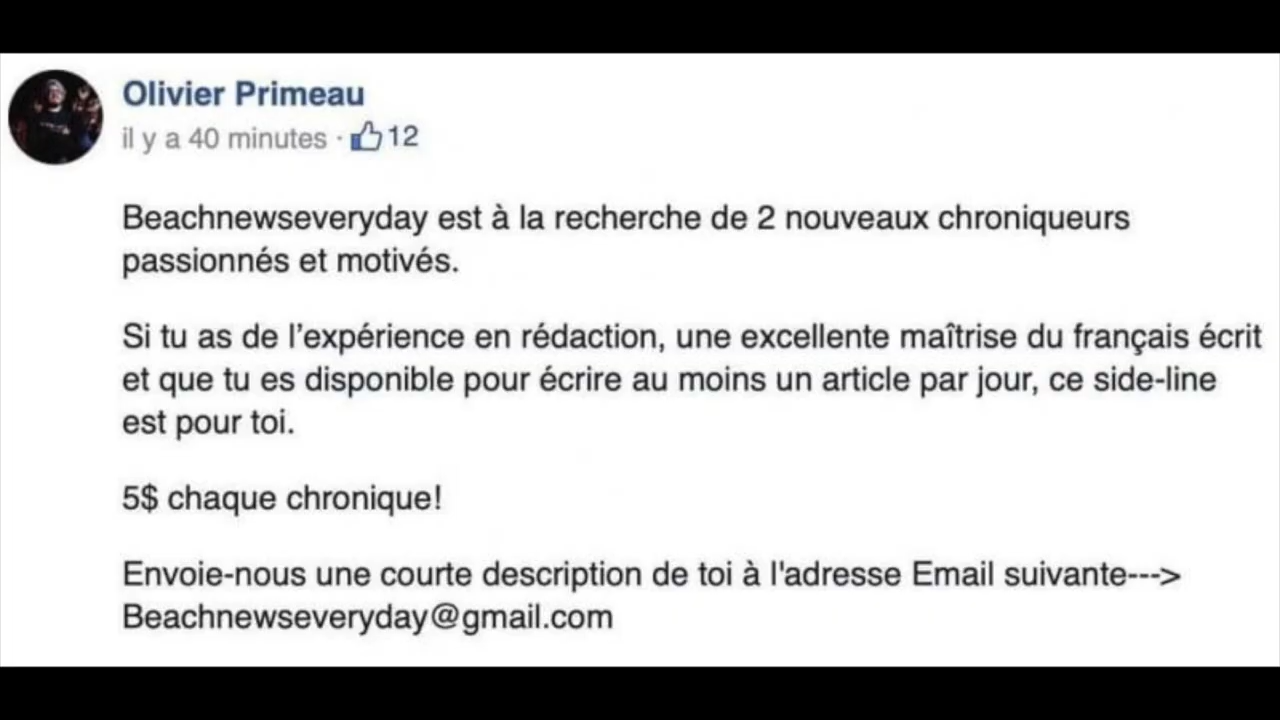 Olivier Primeau
il y a 40 minutes · 12
Beachnewseveryday est à la recherche de 2 nouveaux chroniqueurs
passionnés et motivés.
Si tu as de l’expérience en rédaction, une excellente maîtrise du français écrit
et que tu es disponible pour écrire au moins un article par jour, ce side-line
est pour toi.
5$ chaque chronique!
Envoie-nous une courte description de toi à l'adresse Email suivante--->
Beachnewseveryday@gmail.com